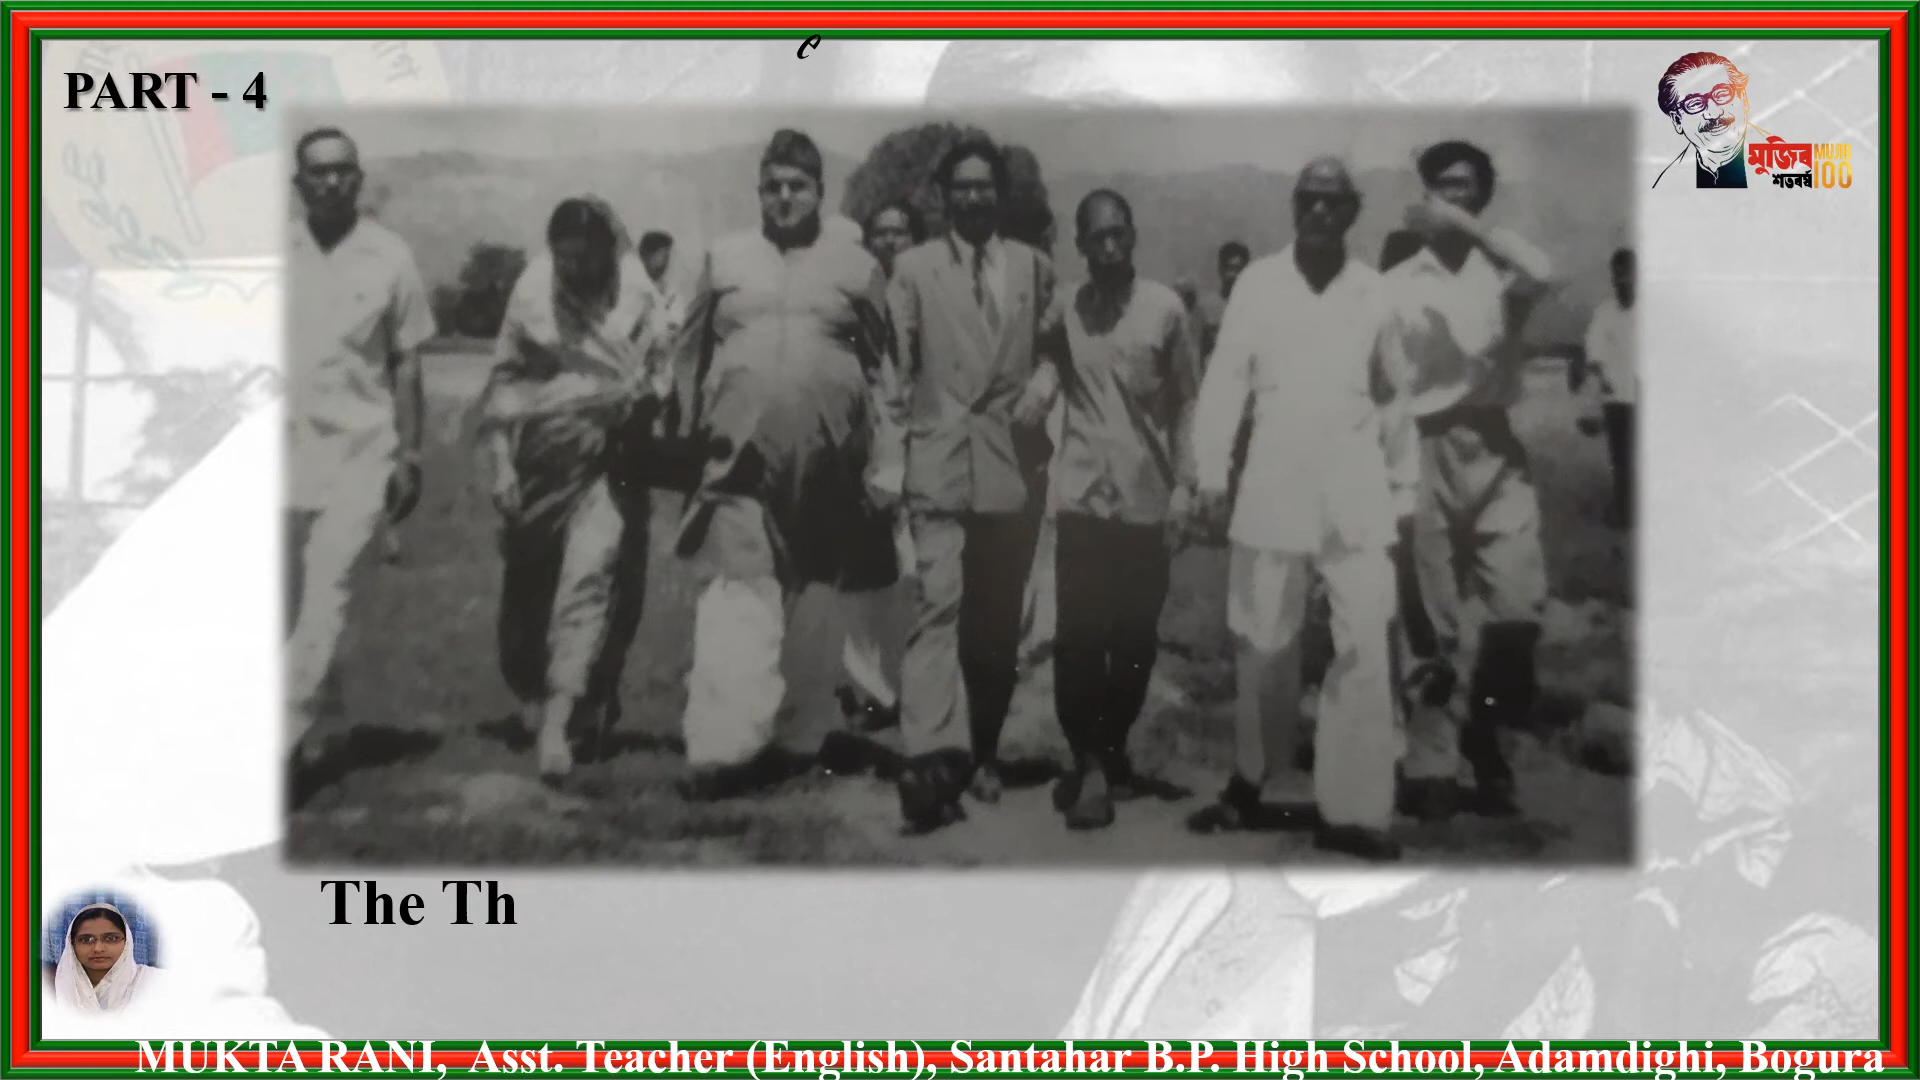 e
PART - 4
মুজিব MUJIB
শতবর্ষ 100
The Th
MUKTA RANI, Asst. Teacher (English), Santahar B.P. High School, Adamdighi, Bogura